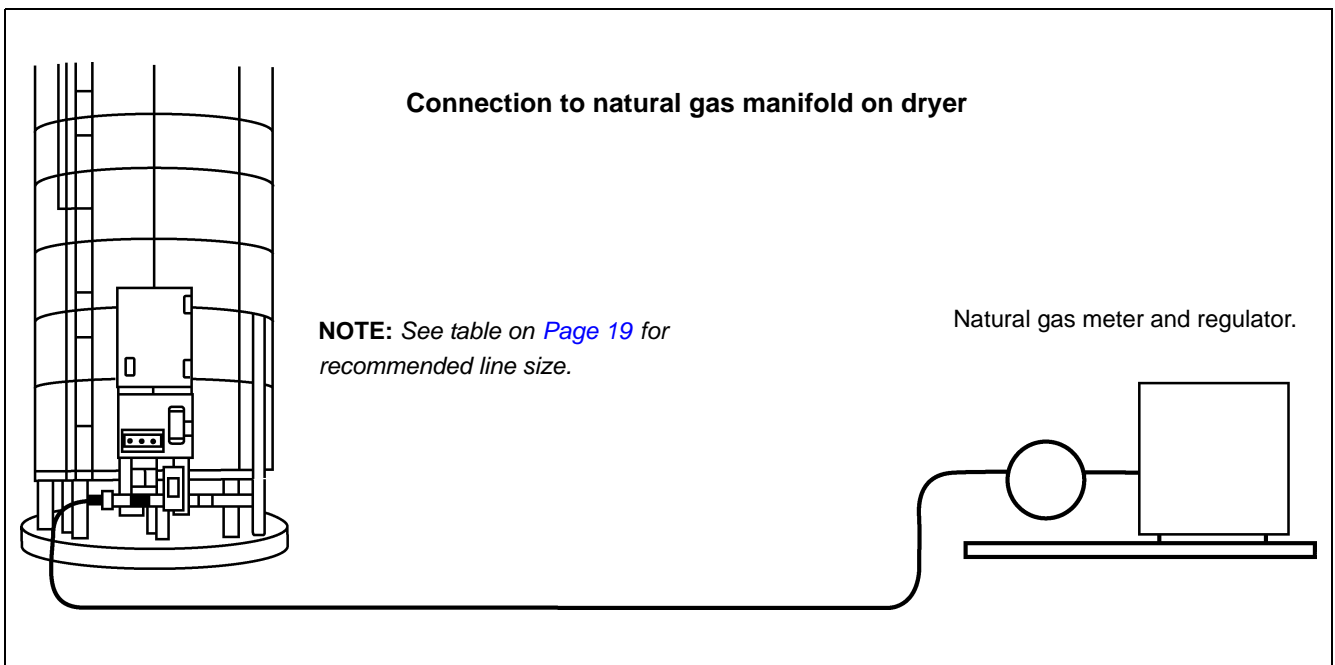 Connection to natural gas manifold on dryer
NOTE: See table on Page 19 for
recommended line size.
Natural gas meter and regulator.